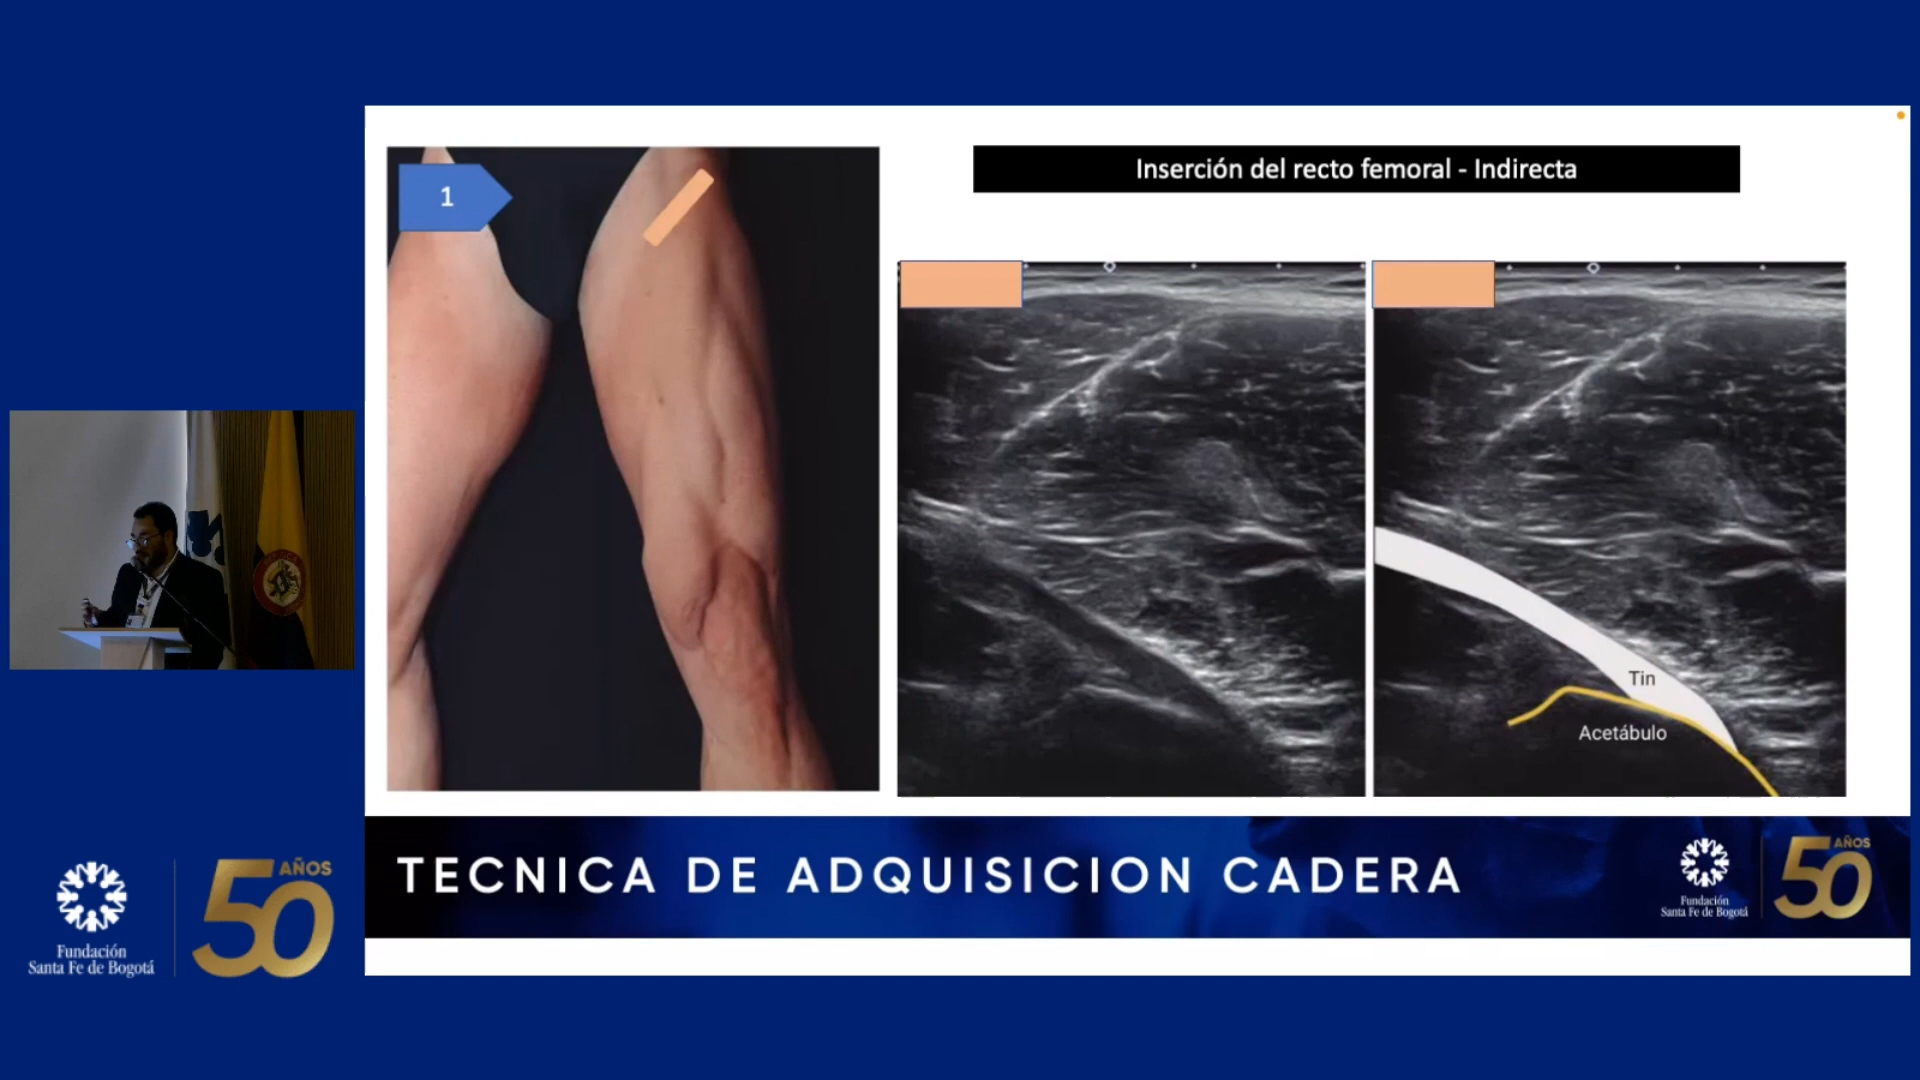 1
Inserción del recto femoral - Indirecta
Tin
Acetábulo
TECNICA DE ADQUISICION CADERA
Fundación
Santa Fe de Bogotá
50 AÑOS
Fundación
Santa Fe de Bogotá
50 AÑOS